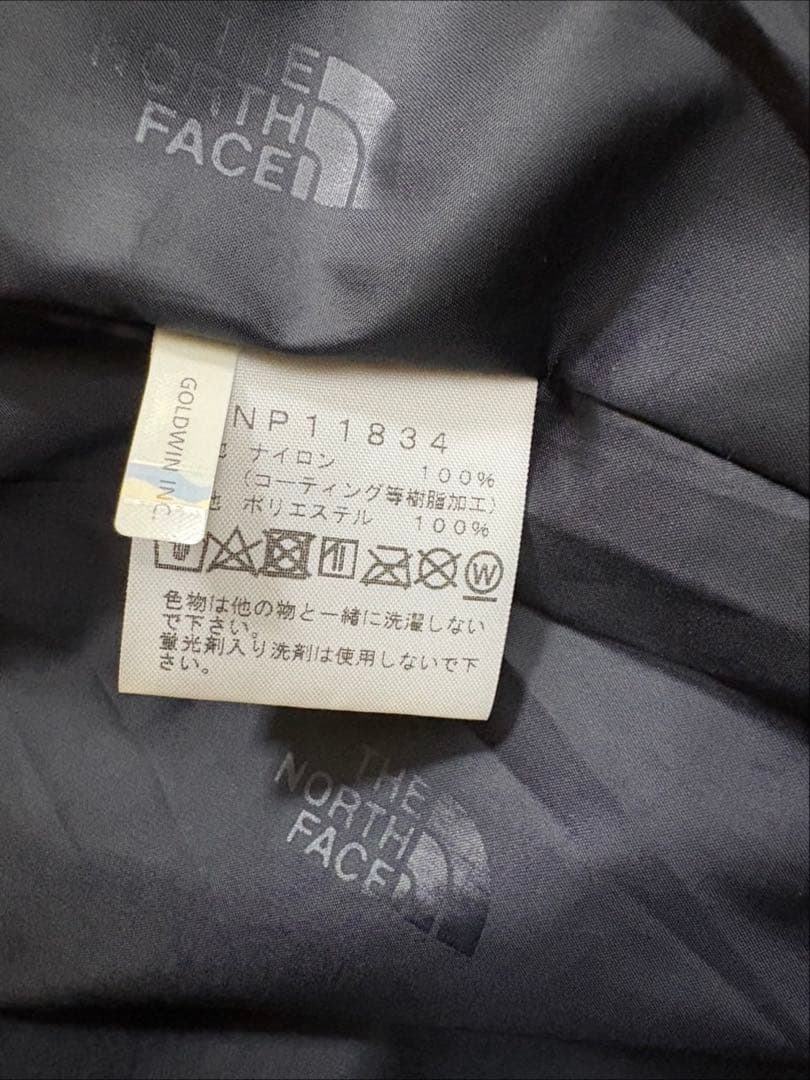 THE
NORTH
FACE
GOLDWIN INC.
NP11834
ナイロン 100%
(コーティング等樹脂加工)
地 ポリエステル 100%
W
色物は他の物と一緒に洗濯しない
で下さい。
蛍光剤入り洗剤は使用しないで下
さい。
THE
NORTH
FACE